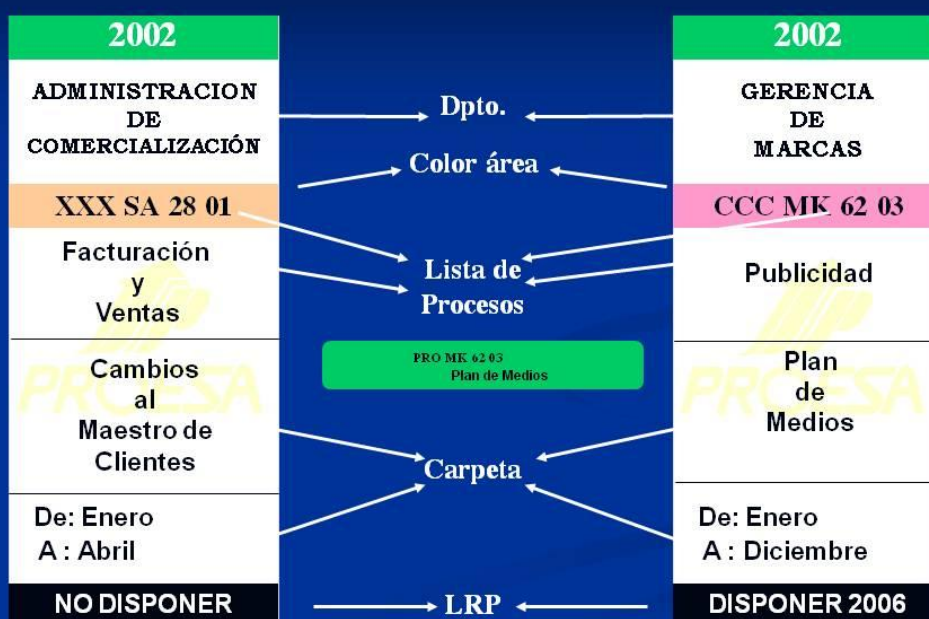 2002
ADMINISTRACION
DE
COMERCIALIZACIÓN
XXX SA 28 01
Facturación
y
Ventas
Cambios
al
Maestro de
Clientes
De: Enero
A : Abril
NO DISPONER
PROESA
Dpto.
Color área
Lista de
Procesos
PRO MK 62 03
Plan de Medios
Carpeta
LRP
2002
GERENCIA
DE
MARCAS
CCC MK 62 03
Publicidad
Plan
de
Medios
De: Enero
A : Diciembre
DISPONER 2006
PROESA